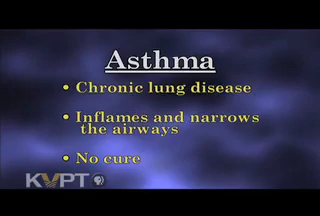 Asthma
• Chronic lung disease
• Inflames and narrows
the airways
• No cure
KVPT